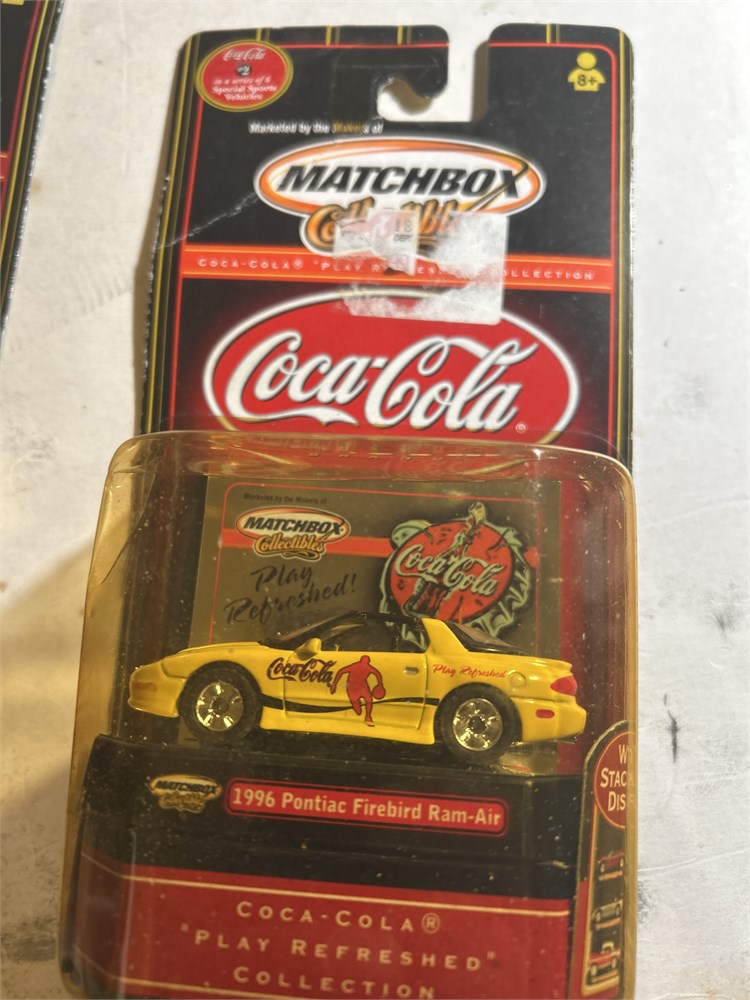 Coca-Cola
#2
in a series of 6
Special Sports
Vehicles
8+
Marketed by the Makers of
MATCHBOX
COCA-COLA® "PLAY COLLECTION
Coca-Cola®
Marketed by the Makers of
MATCHBOX
Collectibles
Play
Refreshed!
Coca-Cola
Coca-Cola
Play Refreshed
MATCHBOX
Collectibles
1996 Pontiac Firebird Ram-Air
COCA-COLA®
"PLAY REFRESHED"
COLLECTION